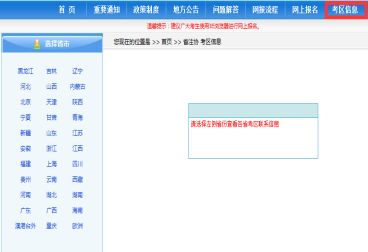 首 页 重要通知 政策制度 地方公告 问题解答 网报流程 网上报名 考区信息
温馨提示：建议广大考生使用IE浏览器进行网上报名。
选择省市
您现在的位置是 >> 首页 >> 省注协 考区信息
黑龙江 吉林 辽宁
河北 山西 内蒙古
北京 天津 陕西
宁夏 甘肃 青海
新疆 山东 江苏
安徽 浙江 江西
福建 上海 四川
贵州 云南 西藏
河南 湖北 湖南
广东 广西 海南
港澳台外 重庆 欧洲
请选择左侧省份查看各省考区联系信息